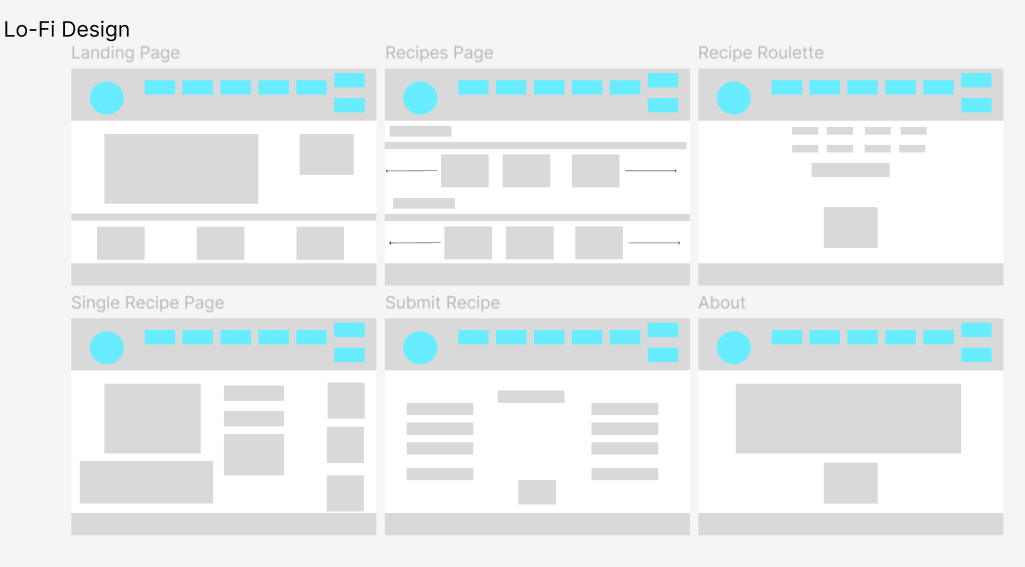 Lo-Fi Design
Landing Page
Recipes Page
Recipe Roulette
Single Recipe Page
Submit Recipe
About